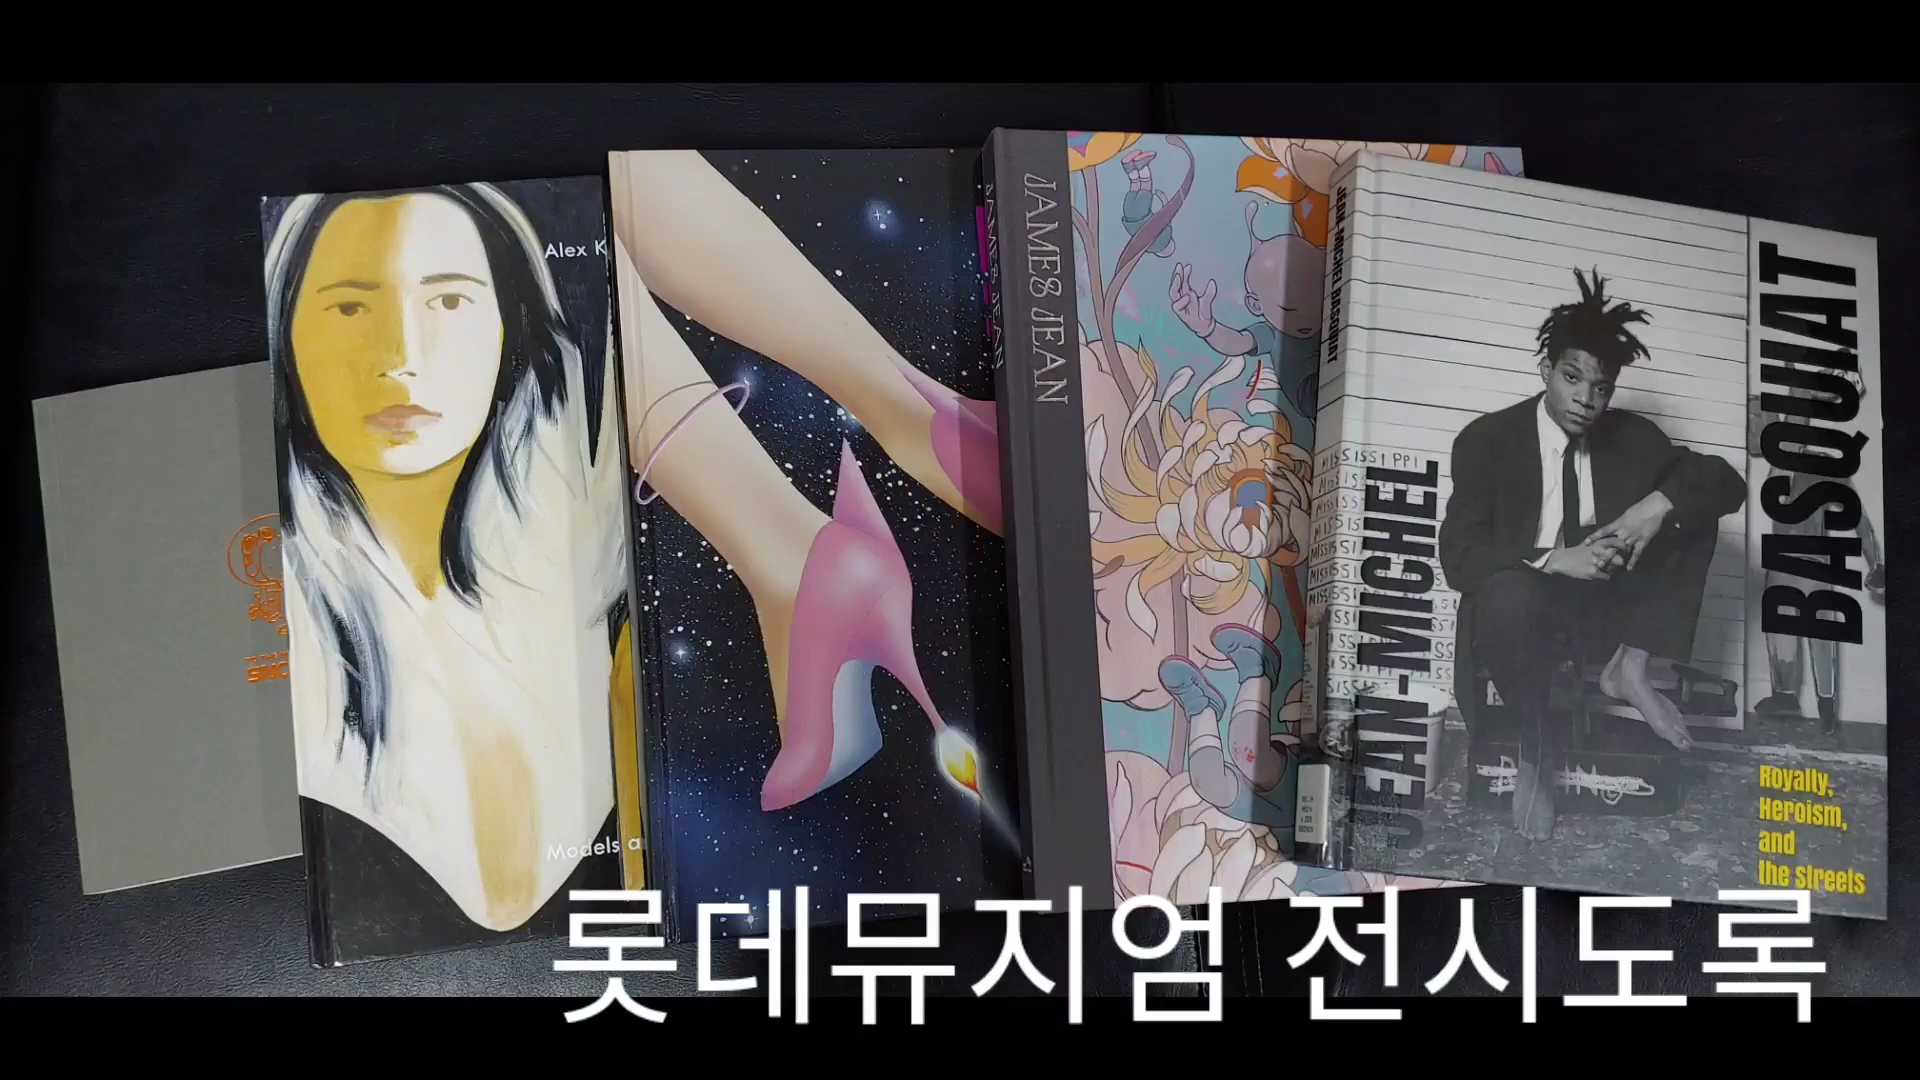 Alex K
Models a
JAMES JEAN
JAMES JEAN
JEAN-MICHEL BASQUIAT
JEAN-MICHEL
BASQUIAT
MISSISSIPPI
Royalty,
Heroism,
and
the streets
롯데뮤지엄 전시도록